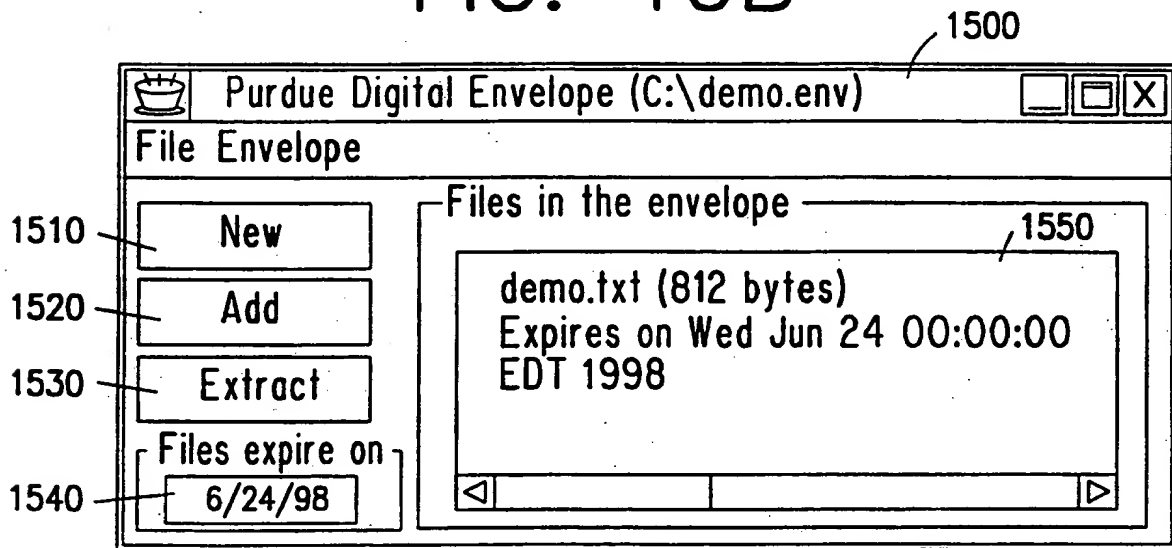 1500
Purdue Digital Envelope (C:\demo.env)
File Envelope
1510
New
1520
Add
1530
Extract
Files expire on
1540
6/24/98
Files in the envelope
1550
demo.txt (812 bytes)
Expires on Wed Jun 24 00:00:00
EDT 1998